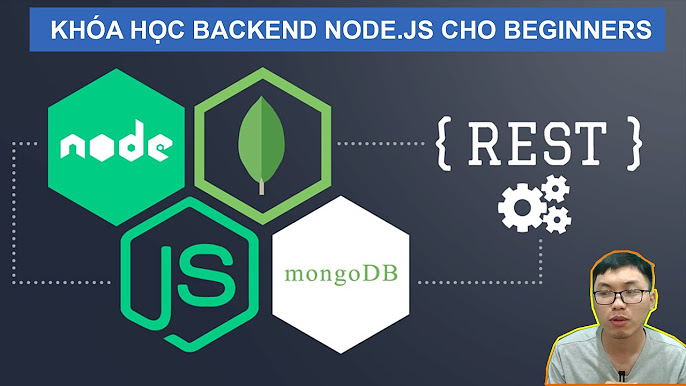 KHÓA HỌC BACKEND NODE.JS CHO BEGINNERS
node
{ REST }
JS
mongoDB